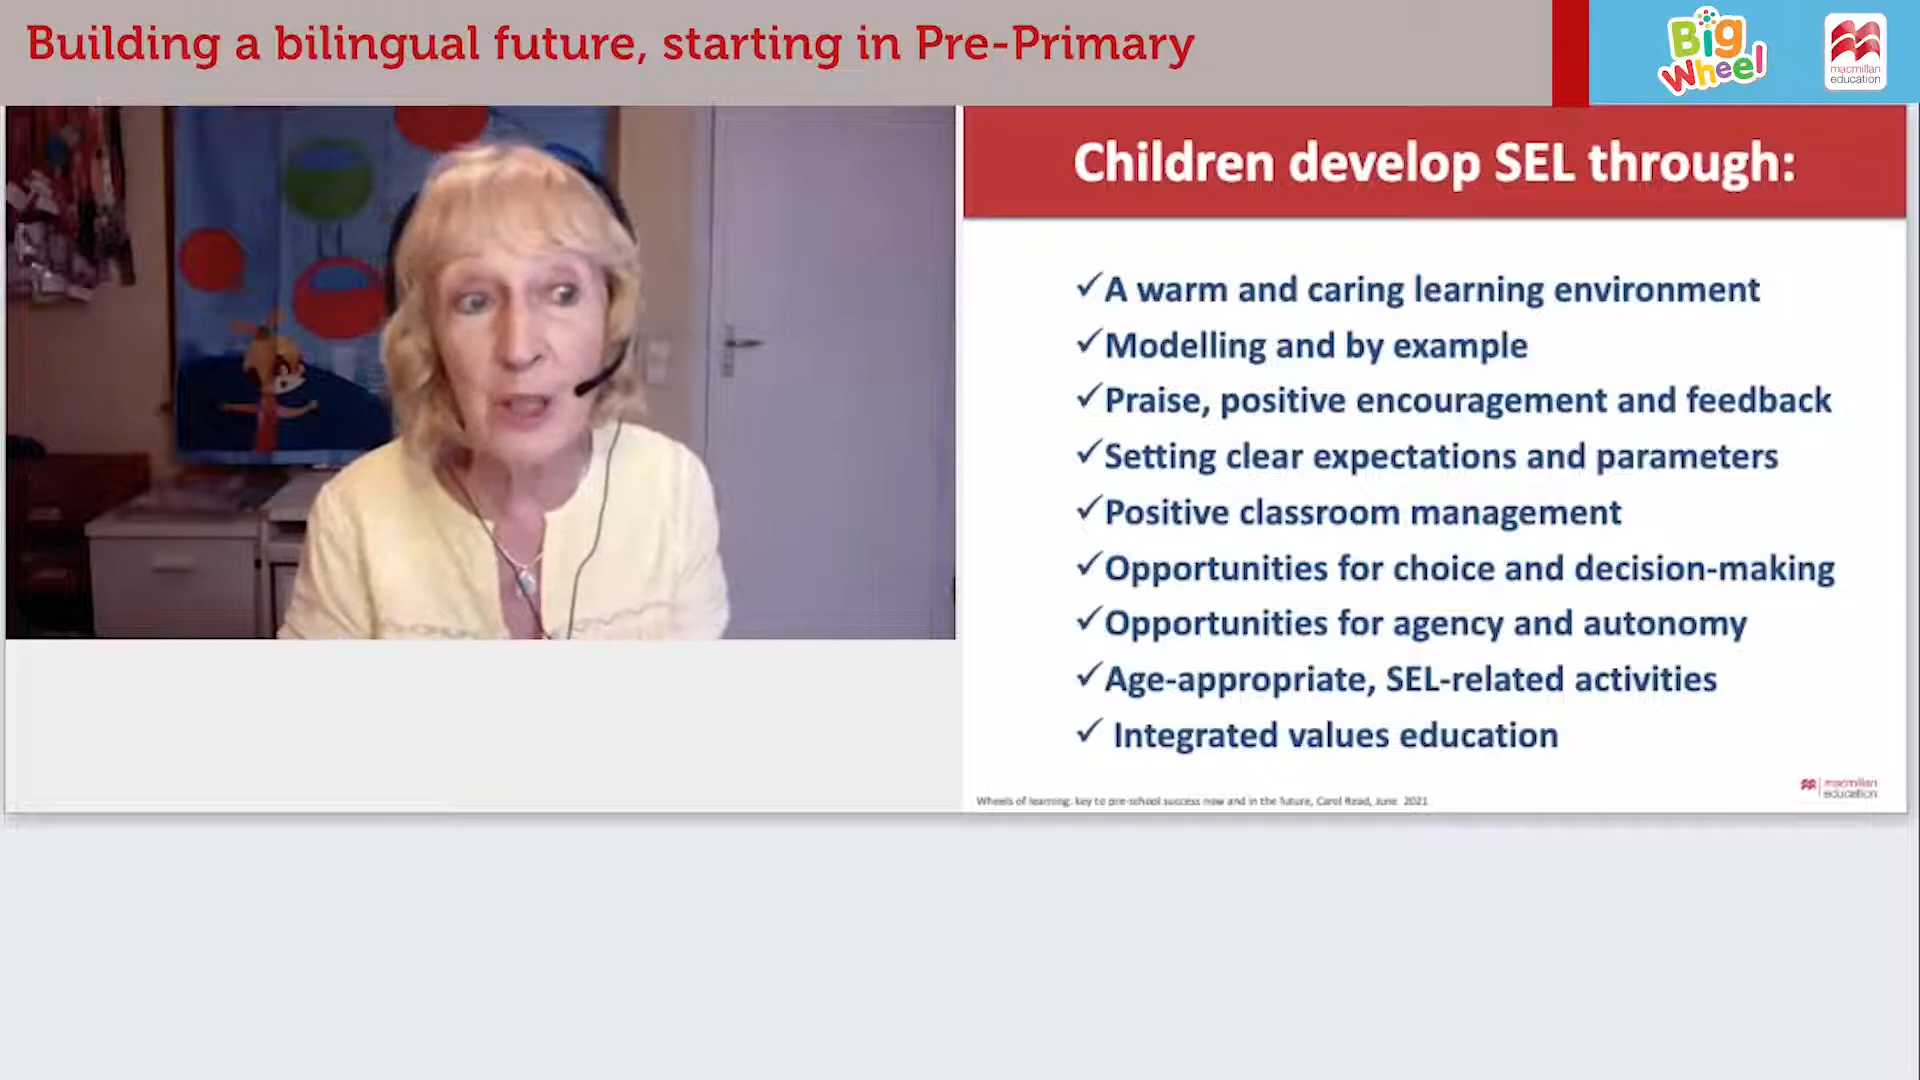 Building a bilingual future, starting in Pre-Primary
Big
Wheel
macmillan
education
Children develop SEL through:
✓A warm and caring learning environment
✓Modelling and by example
✓Praise, positive encouragement and feedback
✓Setting clear expectations and parameters
✓Positive classroom management
✓Opportunities for choice and decision-making
✓Opportunities for agency and autonomy
✓Age-appropriate, SEL-related activities
✓ Integrated values education
macmillan
education
Wheels of learning: key to pre-school success now and in the future, Carol Read, June 2021